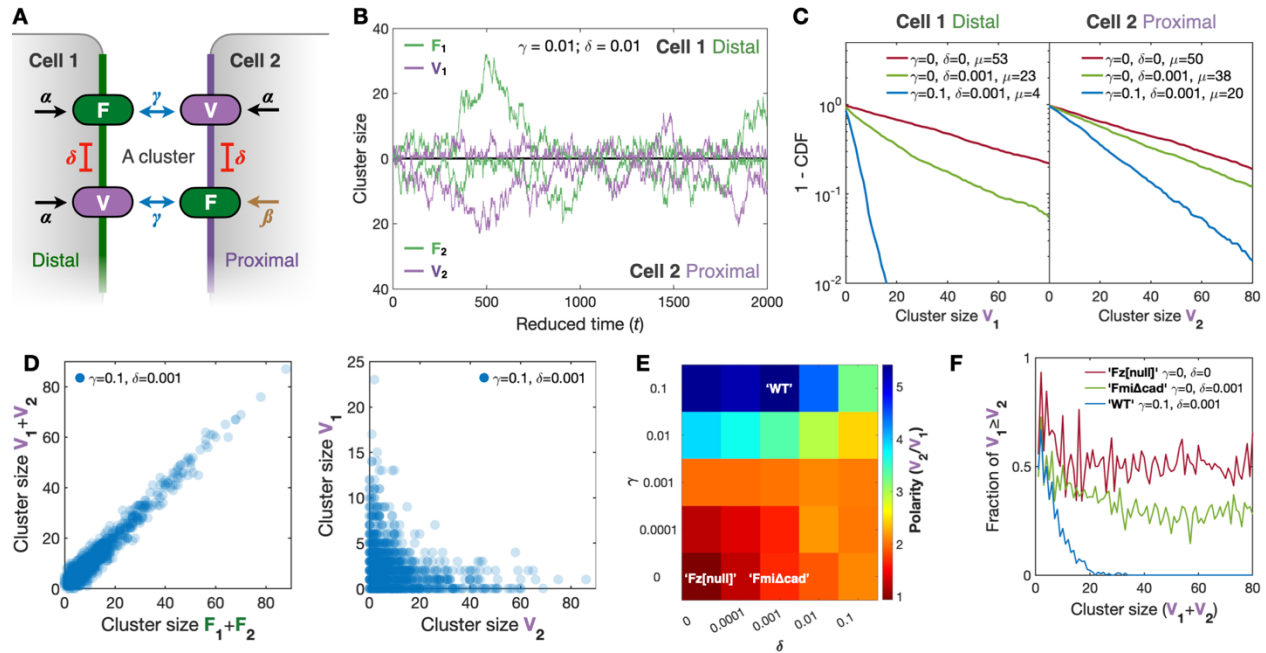 A
Cell 1
Cell 2
α
F
γ
V
α
δ
A cluster
δ
α
V
γ
F
β
Distal
Proximal
B
Cluster size
40
20
0
20
40
F₁
V₁
γ = 0.01; δ = 0.01
Cell 1 Distal
F₂
V₂
Cell 2 Proximal
0
500
1000
1500
2000
Reduced time (t)
C
Cell 1 Distal
Cell 2 Proximal
γ=0, δ=0, μ=53
γ=0, δ=0.001, μ=23
γ=0.1, δ=0.001, μ=4
γ=0, δ=0, μ=50
γ=0, δ=0.001, μ=38
γ=0.1, δ=0.001, μ=20
1 - CDF
10⁰
10⁻¹
10⁻²
0 20 40 60 0 20 40 60 80
Cluster size V₁
Cluster size V₂
D
γ=0.1, δ=0.001
Cluster size V₁+V₂
80
60
40
20
0
0 20 40 60 80
Cluster size F₁+F₂
γ=0.1, δ=0.001
Cluster size V₁
25
20
15
10
5
0
0 20 40 60 80
Cluster size V₂
E
γ
0.1
0.01
0.001
0.0001
0
'WT'
'Fz[null]'
'FmiΔcad'
0
0.0001
0.001
0.01
0.1
δ
5
4
3
2
1
Polarity (V₂/V₁)
F
'Fz[null]' γ=0, δ=0
'FmiΔcad' γ=0, δ=0.001
'WT' γ=0.1, δ=0.001
Fraction of V₁≥V₂
1
0.5
0
0 20 40 60 80
Cluster size (V₁+V₂)